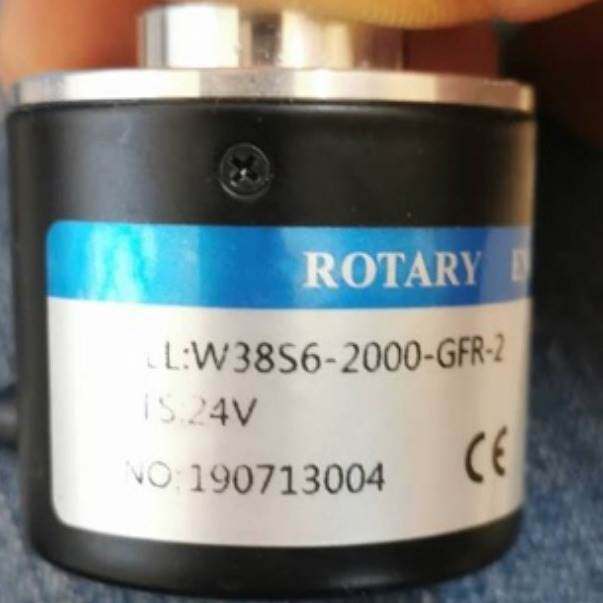 ROTARY
L:W38S6-2000-GFR-2
S:24V
NO:190713004
CE